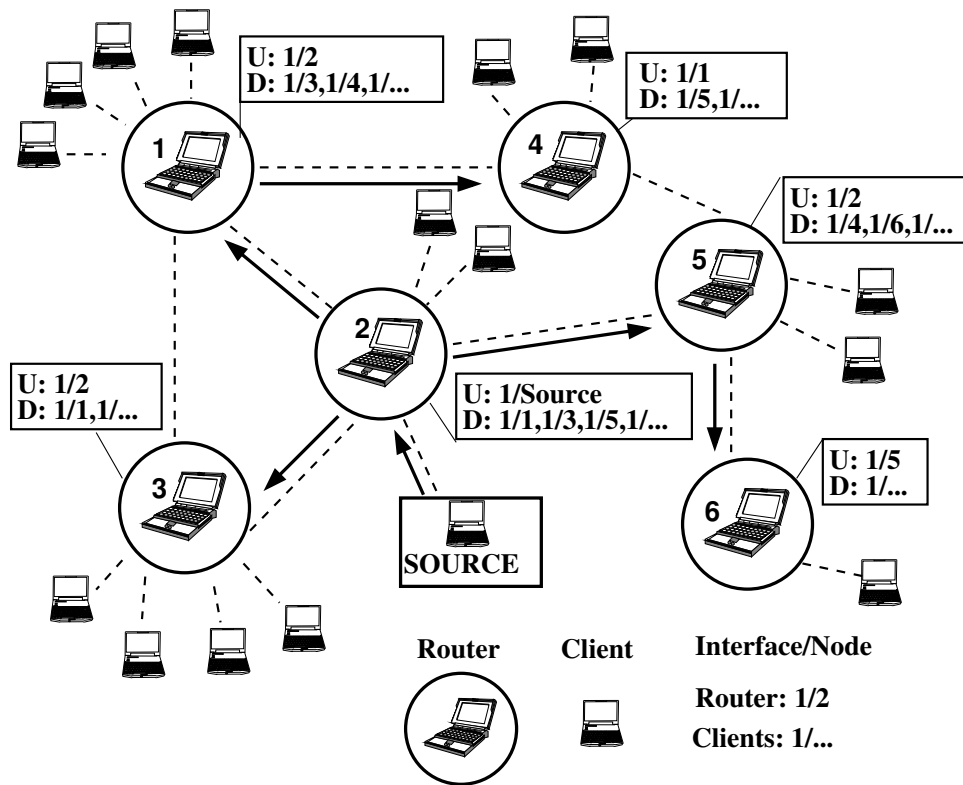 U: 1/2
D: 1/3,1/4,1/...
U: 1/1
D: 1/5,1/...
1
4
U: 1/2
D: 1/4,1/6,1/...
5
2
U: 1/2
D: 1/1,1/...
U: 1/Source
D: 1/1,1/3,1/5,1/...
3
U: 1/5
D: 1/...
6
SOURCE
Router
Client
Interface/Node
Router: 1/2
Clients: 1/...